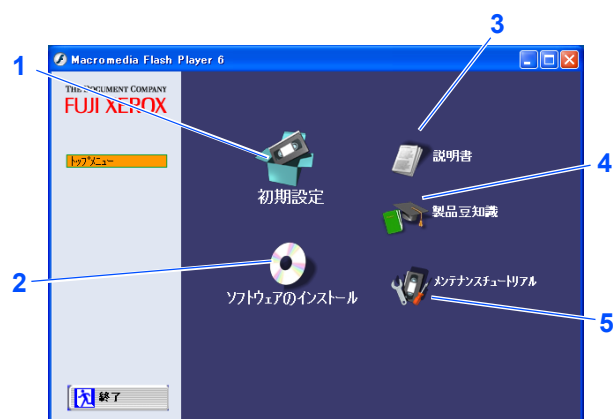 Macromedia Flash Player 6
THE DOCUMENT COMPANY
FUJI XEROX
トップメニュー
初期設定
ソフトウェアのインストール
説明書
製品豆知識
メンテナンスチュートリアル
終了
1
2
3
4
5